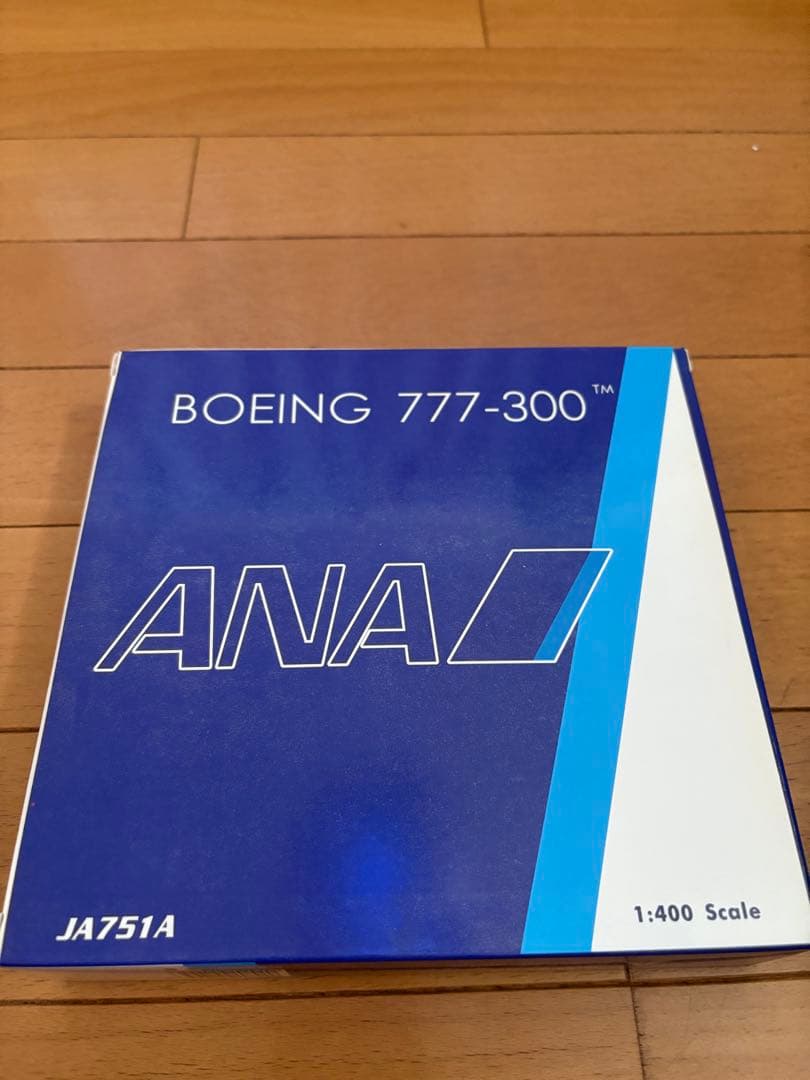 BOEING 777-300™
ANA
JA751A
1:400 Scale